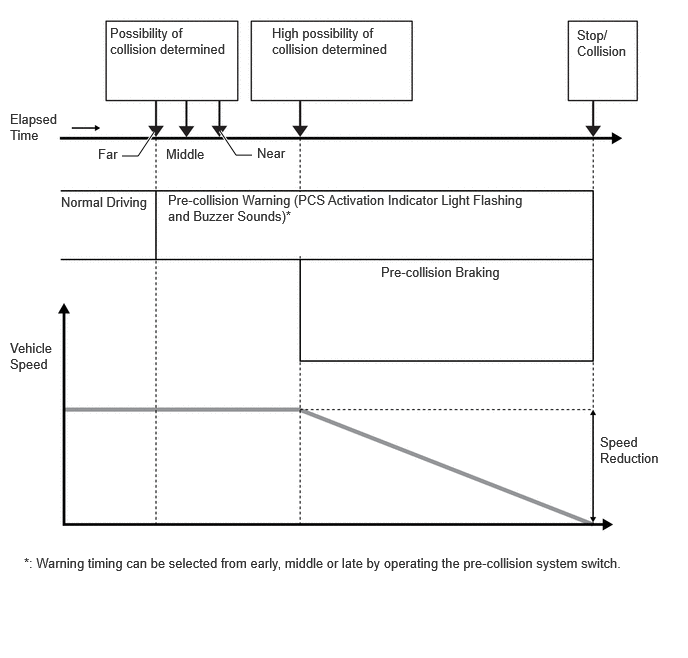 Possibility of
collision determined
High possibility of
collision determined
Stop/
Collision
Elapsed
Time
Far
Middle
Near
Normal Driving
Pre-collision Warning (PCS Activation Indicator Light Flashing
and Buzzer Sounds)*
Pre-collision Braking
Vehicle
Speed
Speed
Reduction
*: Warning timing can be selected from early, middle or late by operating the pre-collision system switch.